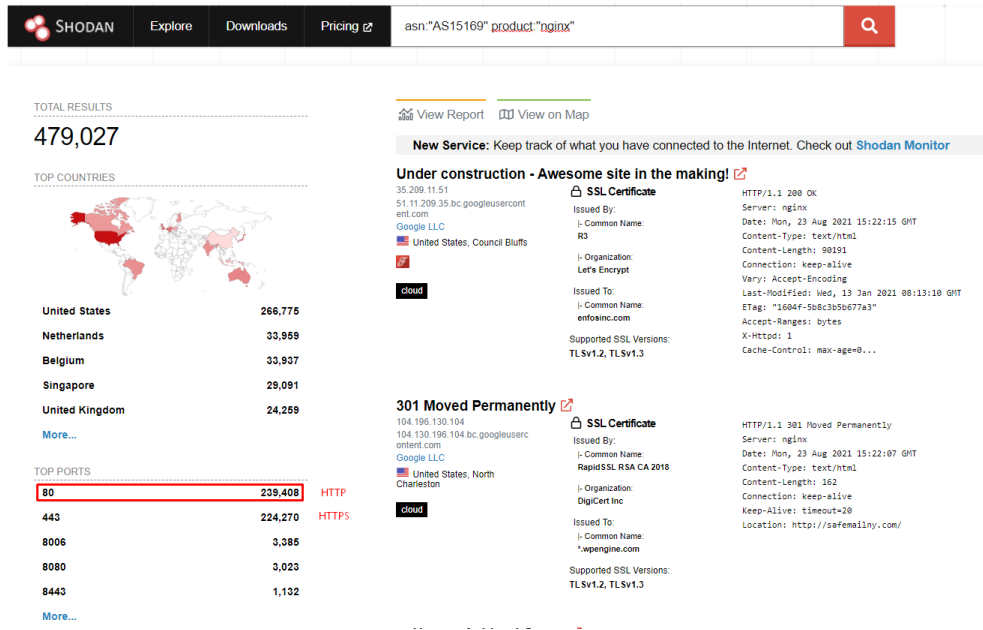 SHODAN
Explore
Downloads
Pricing
asn:"AS15169" product:"nginx"
TOTAL RESULTS
479,027
TOP COUNTRIES
United States 266,775
Netherlands 33,959
Belgium 33,937
Singapore 29,091
United Kingdom 24,259
More...
TOP PORTS
80 239,408 HTTP
443 224,270 HTTPS
8006 3,385
8080 3,023
8443 1,132
More...
View Report
View on Map
New Service: Keep track of what you have connected to the Internet. Check out Shodan Monitor
Under construction - Awesome site in the making!
35.209.11.51
51.11.209.35.bc.googleusercont
ent.com
Google LLC
United States, Council Bluffs
cloud
SSL Certificate
Issued By:
|- Common Name:
R3
|- Organization:
Let's Encrypt
Issued To:
|- Common Name:
enfosinc.com
Supported SSL Versions:
TLSv1.2, TLSv1.3
HTTP/1.1 200 OK
Server: nginx
Date: Mon, 23 Aug 2021 15:22:15 GMT
Content-Type: text/html
Content-Length: 90191
Connection: keep-alive
Vary: Accept-Encoding
Last-Modified: Wed, 13 Jan 2021 08:13:10 GMT
ETag: "1604f-5b8c3b5b677a3"
Accept-Ranges: bytes
X-Httpd: 1
Cache-Control: max-age=0...
301 Moved Permanently
104.196.130.104
104.130.196.104.bc.googleuserc
ontent.com
Google LLC
United States, North
Charleston
cloud
SSL Certificate
Issued By:
|- Common Name:
RapidSSL RSA CA 2018
|- Organization:
DigiCert Inc
Issued To:
|- Common Name:
*.wpengine.com
Supported SSL Versions:
TLSv1.2, TLSv1.3
HTTP/1.1 301 Moved Permanently
Server: nginx
Date: Mon, 23 Aug 2021 15:22:07 GMT
Content-Type: text/html
Content-Length: 162
Connection: keep-alive
Keep-Alive: timeout=20
Location: http://safemailny.com/